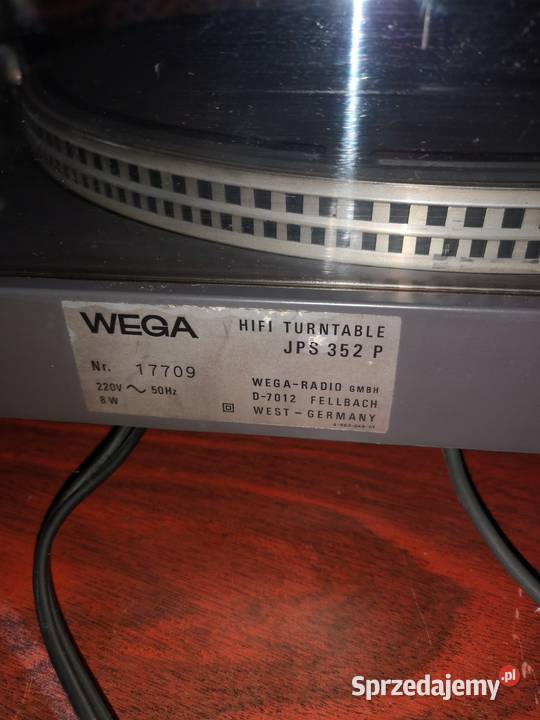 WEGA HIFI TURNTABLE
JPS 352 P
Nr. 17709
220V ~ 50Hz
8 W
WEGA-RADIO GMBH
D-7012 FELLBACH
WEST-GERMANY
Sprzedajemy.pl